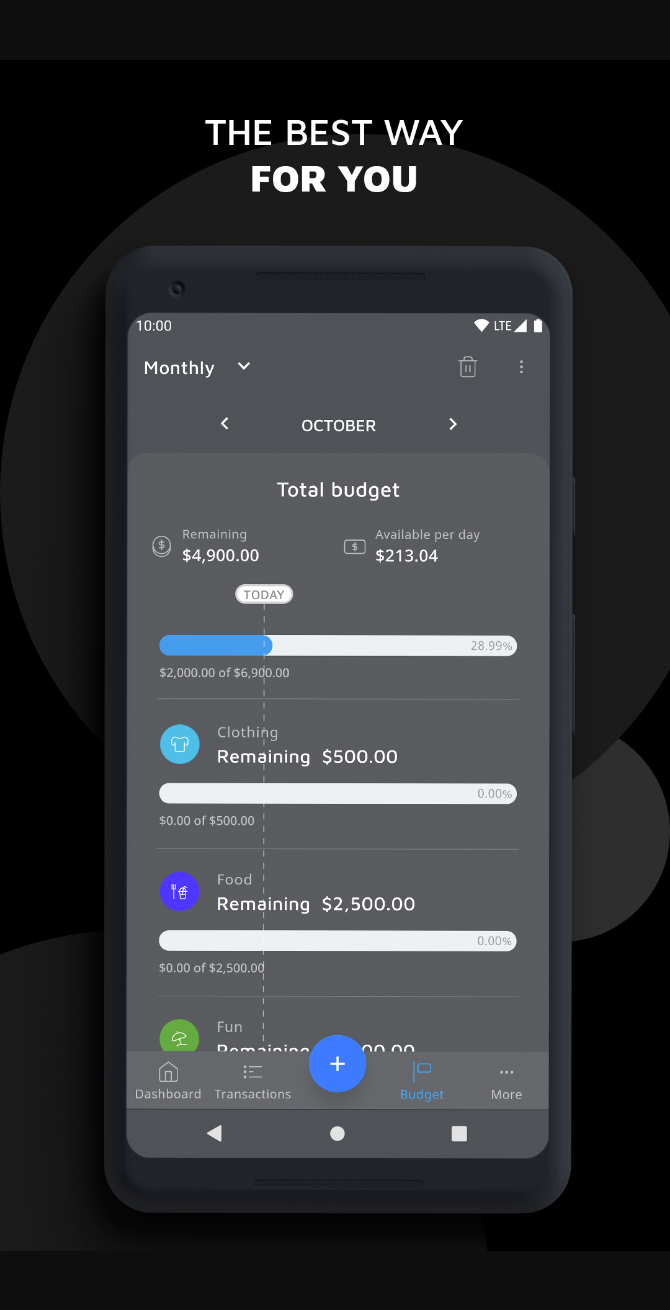 THE BEST WAY
FOR YOU
10:00 LTE
Monthly
OCTOBER
Total budget
Remaining Available per day
$4,900.00 $213.04
TODAY
28.99%
$2,000.00 of $6,900.00
Clothing
Remaining $500.00
0.00%
$0.00 of $500.00
Food
Remaining $2,500.00
0.00%
$0.00 of $2,500.00
Fun
Remaining
Dashboard Transactions Budget More